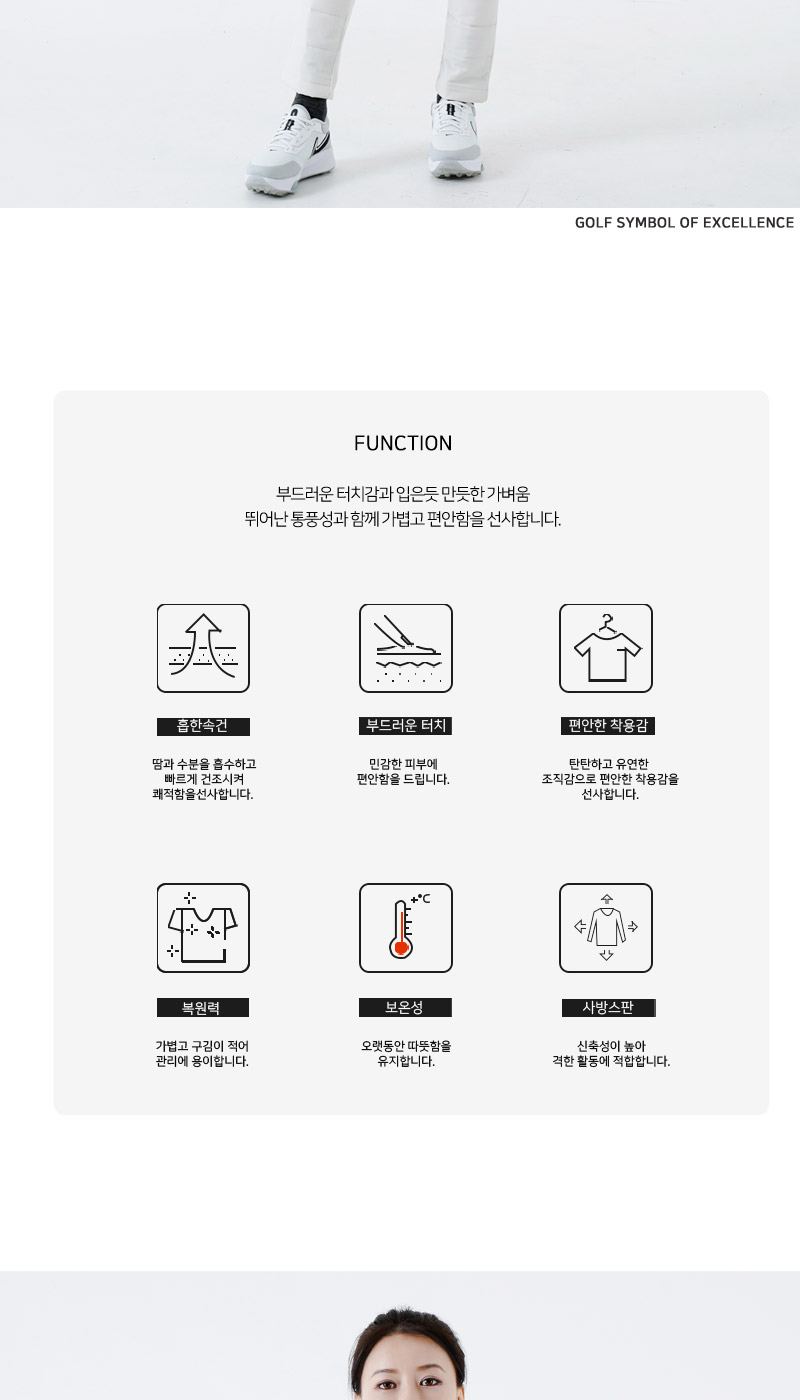 GOLF SYMBOL OF EXCELLENCE
FUNCTION
부드러운 터치감과 입은듯 만듯한 가벼움
뛰어난 통풍성과 함께 가볍고 편안함을 선사합니다.
흡한속건
부드러운 터치
편안한 착용감
땀과 수분을 흡수하고
빠르게 건조시켜
쾌적함을선사합니다.
민감한 피부에
편안함을 드립니다.
탄탄하고 유연한
조직감으로 편안한 착용감을
선사합니다.
+°C
복원력
보온성
사방스판
가볍고 구김이 적어
관리에 용이합니다.
오랫동안 따뜻함을
유지합니다.
신축성이 높아
격한 활동에 적합합니다.